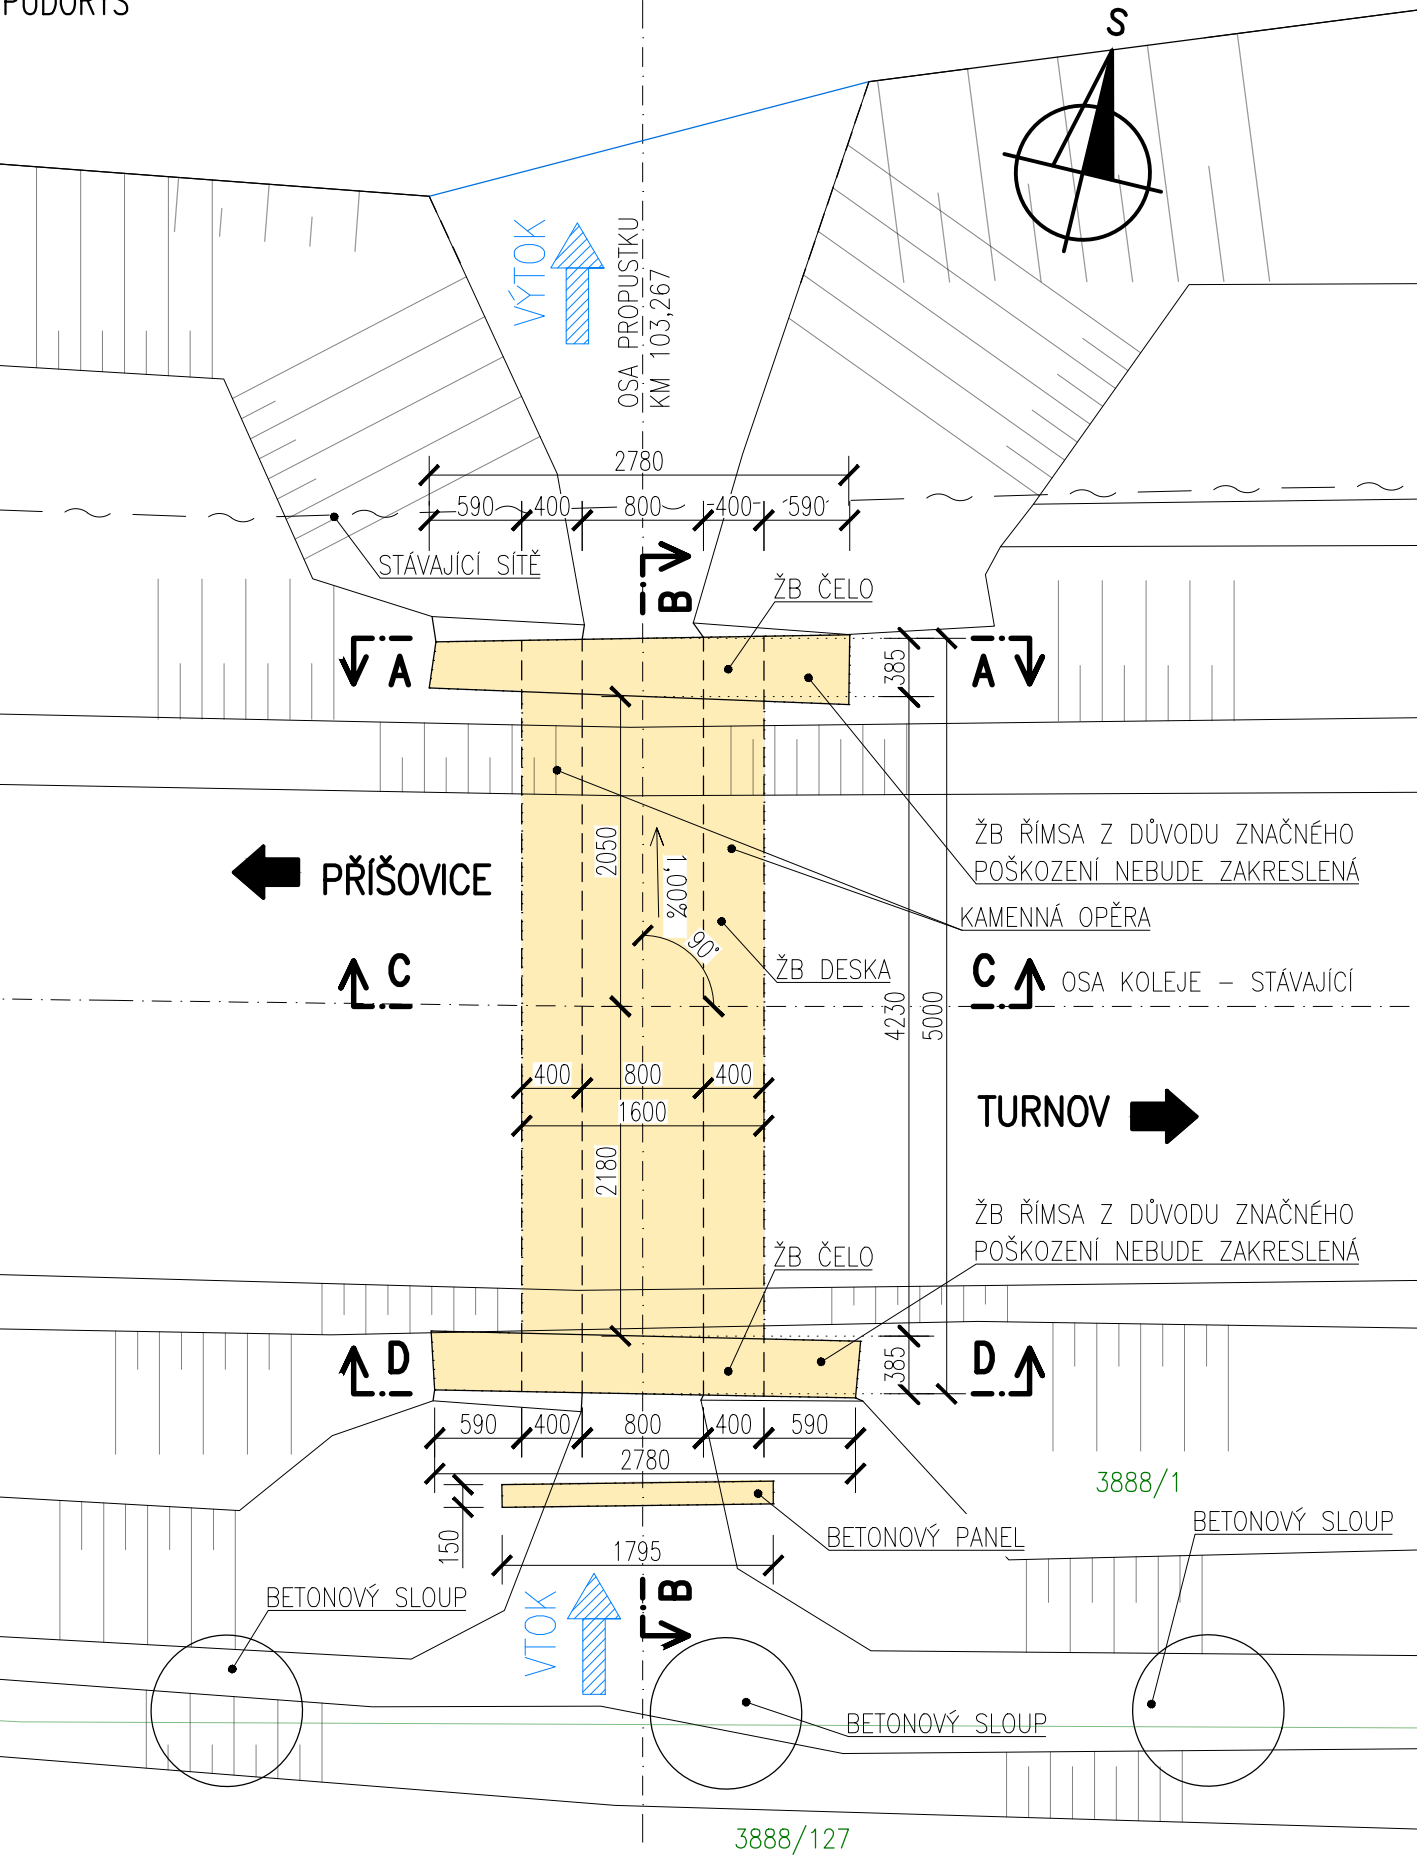 PŮDORYS
S
VÝTOK
OSA PROPUSTKU
KM 103,267
2780
590
400
800
400
590
STÁVAJÍCÍ SÍTĚ
B
ŽB ČELO
A
A
385
ŽB ŘÍMSA Z DŮVODU ZNAČNÉHO
POŠKOZENÍ NEBUDE ZAKRESLENÁ
2050
1,00%
PŘÍŠOVICE
KAMENNÁ OPĚRA
90°
ŽB DESKA
C
C
OSA KOLEJE – STÁVAJÍCÍ
4230
5000
400
800
400
1600
TURNOV
2180
ŽB ŘÍMSA Z DŮVODU ZNAČNÉHO
POŠKOZENÍ NEBUDE ZAKRESLENÁ
ŽB ČELO
D
D
385
590
400
800
400
590
2780
3888/1
150
BETONOVÝ PANEL
BETONOVÝ SLOUP
1795
B
BETONOVÝ SLOUP
VTOK
BETONOVÝ SLOUP
3888/127